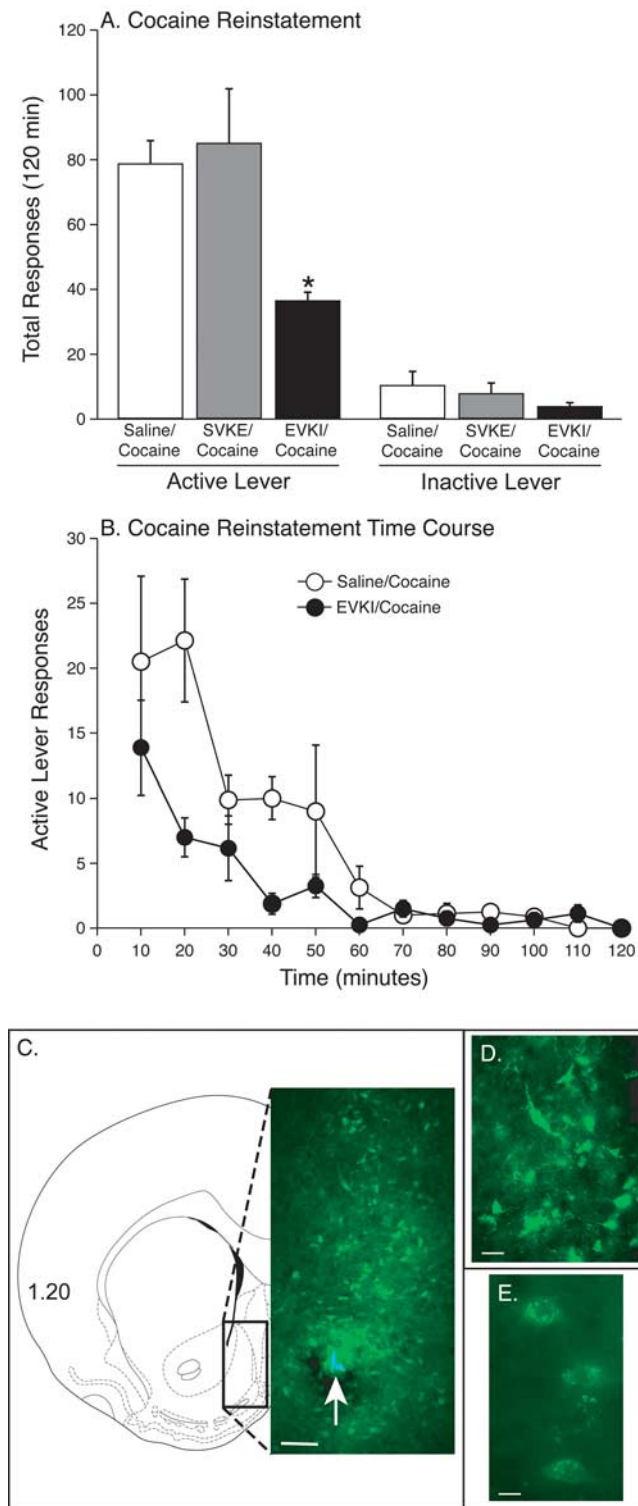 A. Cocaine Reinstatement
120
100
80
60
40
20
0
Total Responses (120 min)
Saline/ SVKE/ EVKI/ Saline/ SVKE/ EVKI/
Cocaine Cocaine Cocaine Cocaine Cocaine Cocaine
*
Active Lever Inactive Lever
B. Cocaine Reinstatement Time Course
30
25
20
15
10
5
0
Active Lever Responses
Saline/Cocaine
EVKI/Cocaine
0 10 20 30 40 50 60 70 80 90 100 110 120
Time (minutes)
C.
1.20
D.
E.